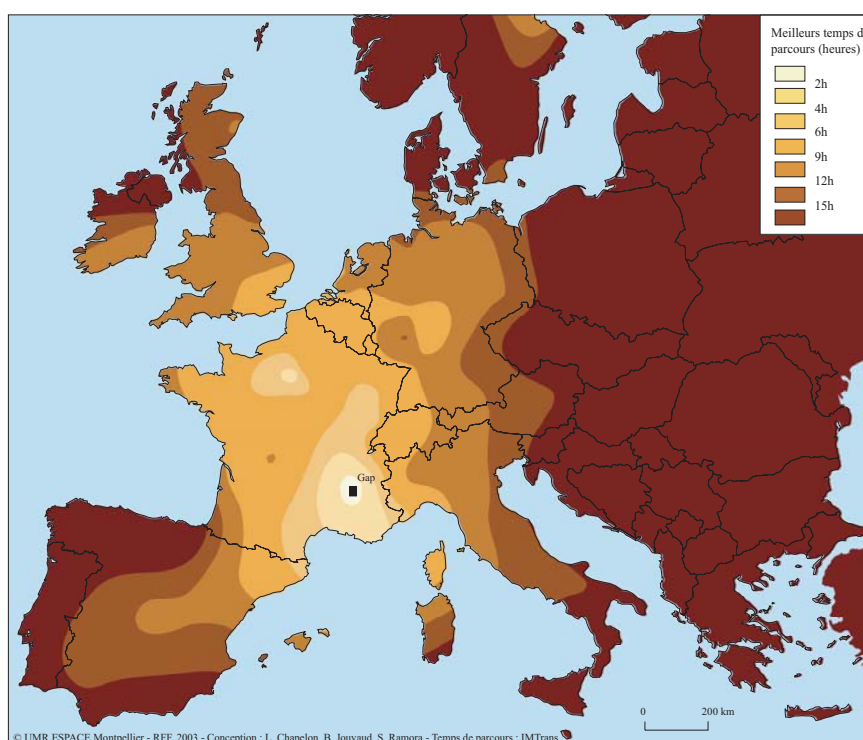 Meilleurs temps d
parcours (heures)
2h
4h
6h
9h
12h
15h
Gap
0 200 km
© UMR ESPACE Montpellier - RFF, 2003 - Conception : L. Chapelon, B. Jouvaud, S. Ramora - Temps de parcours : IMTrans